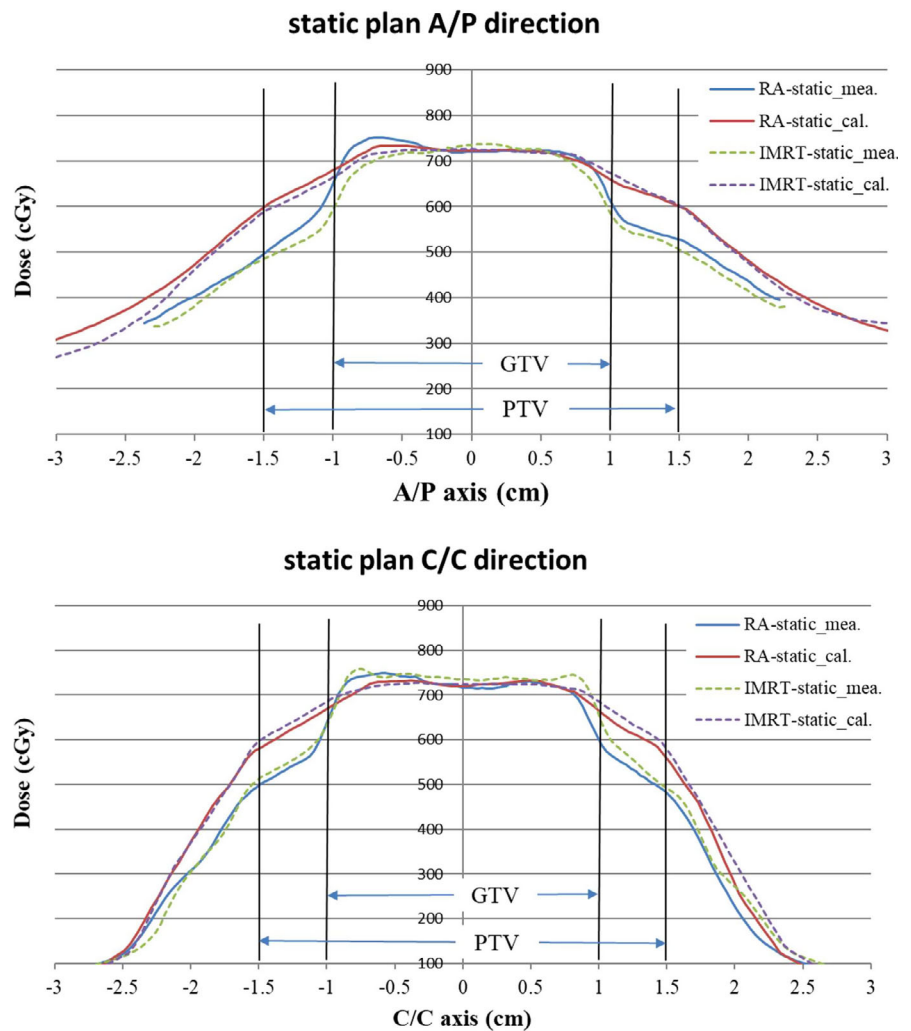 static plan A/P direction
900
800
700
600
500
400
300
200
100
Dose (cGy)
RA-static_mea.
RA-static_cal.
IMRT-static_mea.
IMRT-static_cal.
GTV
PTV
-3 -2.5 -2 -1.5 -1 -0.5 0 0.5 1 1.5 2 2.5 3
A/P axis (cm)
static plan C/C direction
900
800
700
600
500
400
300
200
100
Dose (cGy)
RA-static_mea.
RA-static_cal.
IMRT-static_mea.
IMRT-static_cal.
GTV
PTV
-3 -2.5 -2 -1.5 -1 -0.5 0 0.5 1 1.5 2 2.5 3
C/C axis (cm)